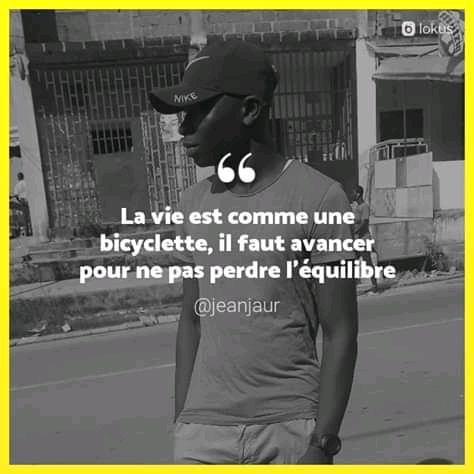 lokus
NIKE
“
La vie est comme une
bicyclette, il faut avancer
pour ne pas perdre l'équilibre
@jeanjaur